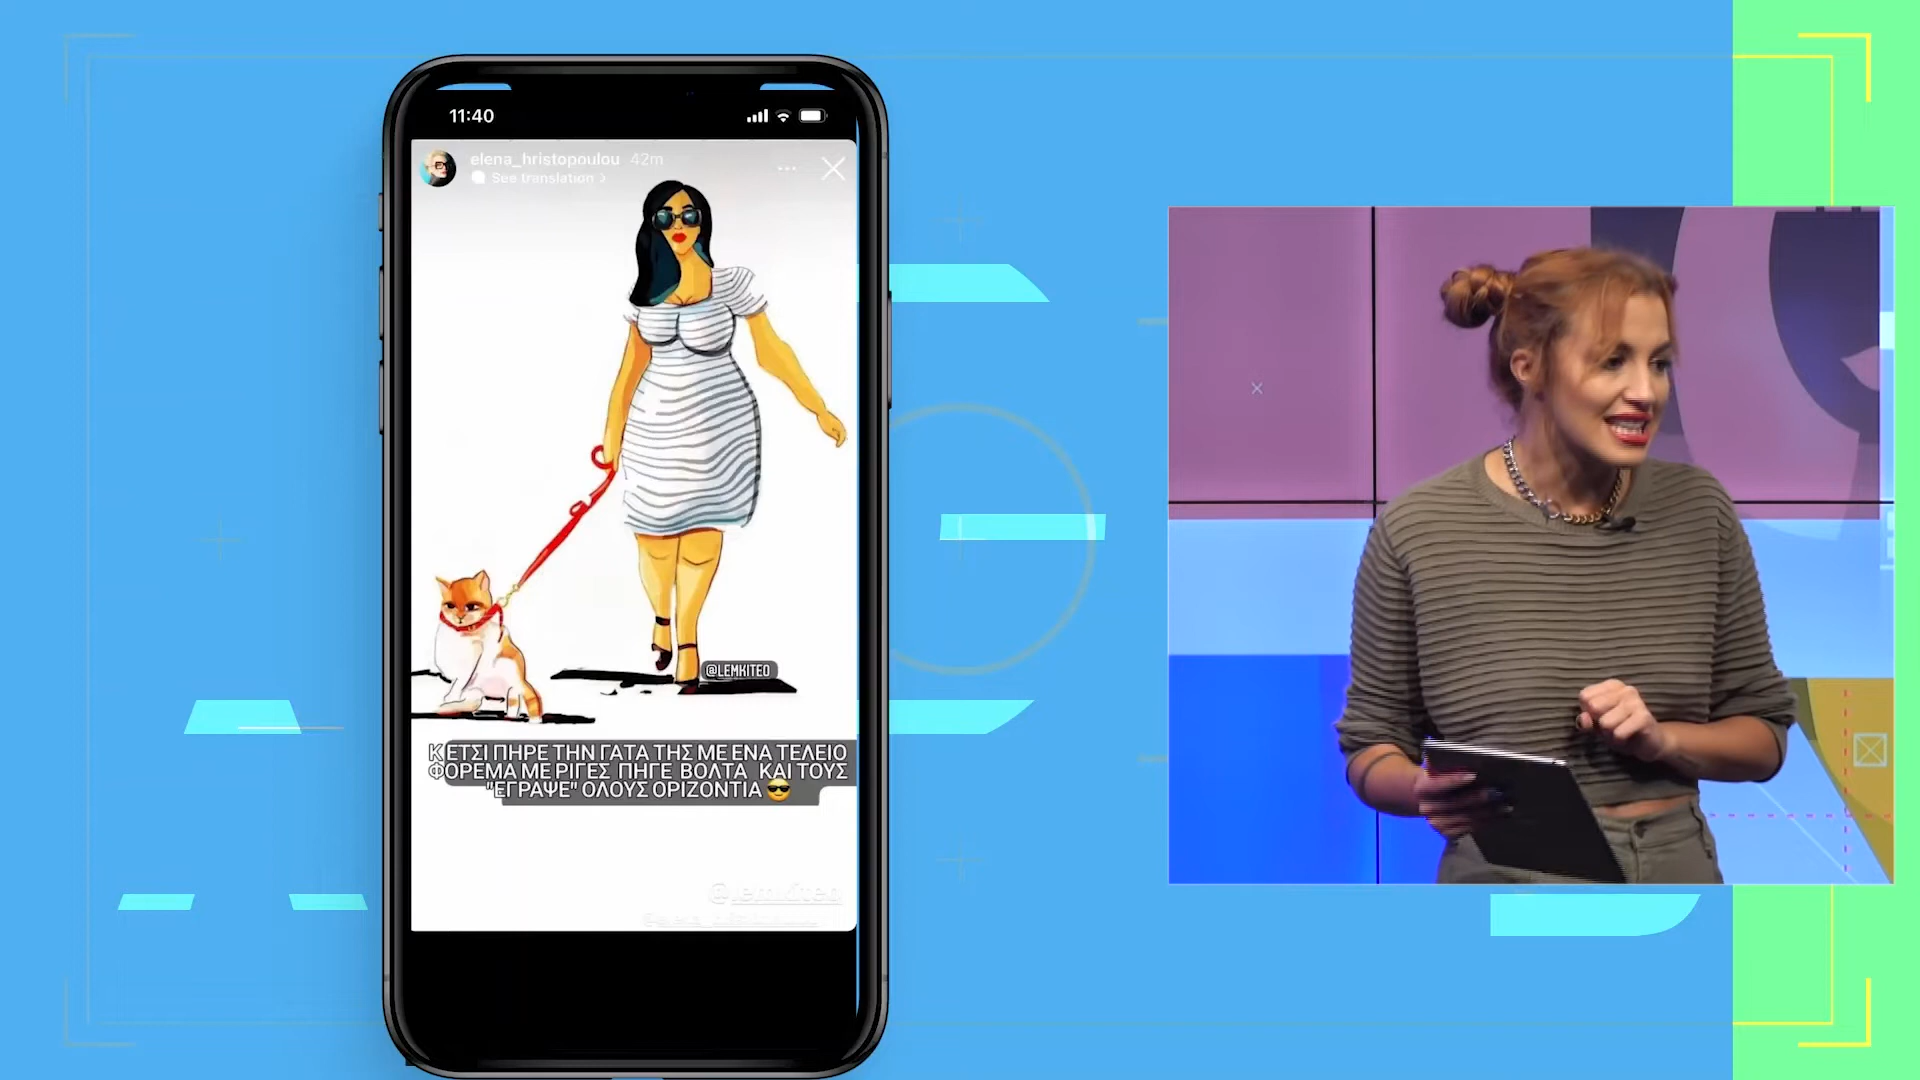 11:40
elena_hristopoulou 42m
See translation
@LEMKITEO
Κ ΕΤΣΙ ΠΗΡΕ ΤΗΝ ΓΑΤΑ ΤΗΣ ΜΕ ΕΝΑ ΤΕΛΕΙΟ
ΦΟΡΕΜΑ ΜΕ ΡΙΓΕΣ ΠΗΓΕ ΒΟΛΤΑ ΚΑΙ ΤΟΥΣ
"ΕΓΡΑΨΕ" ΟΛΟΥΣ ΟΡΙΖΟΝΤΙΑ😎
@lemkiteo